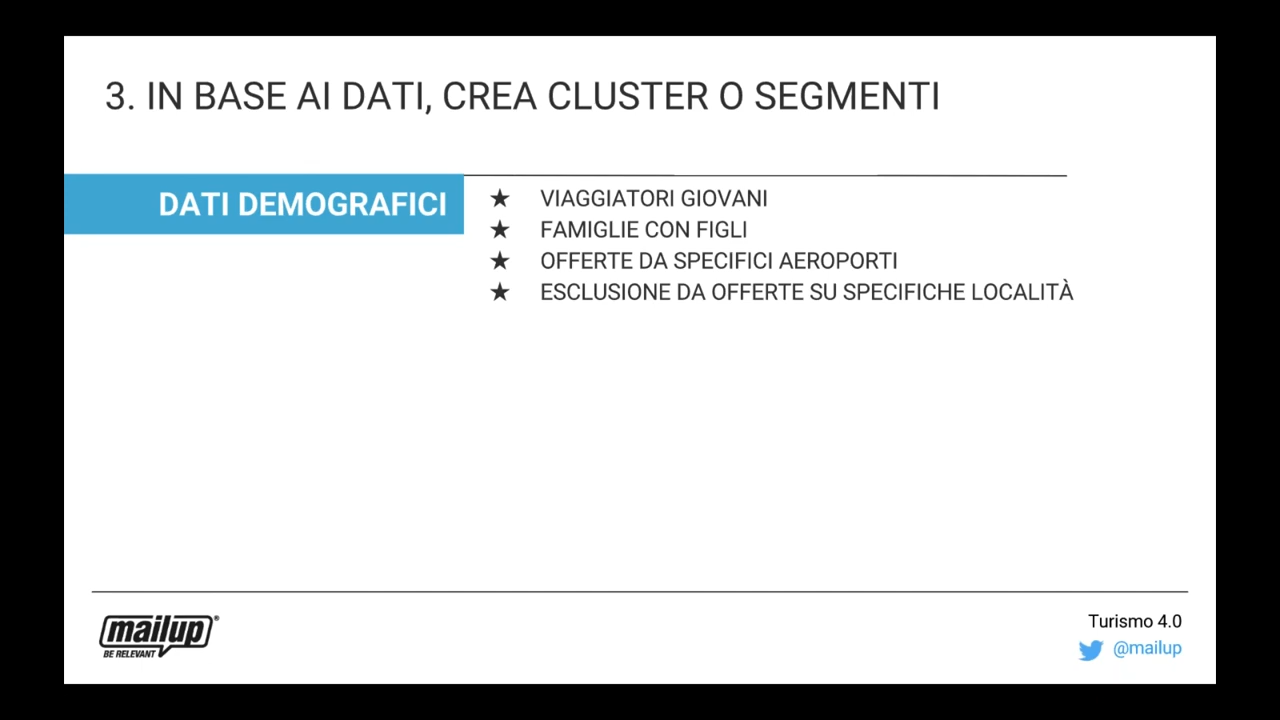 3. IN BASE AI DATI, CREA CLUSTER O SEGMENTI
DATI DEMOGRAFICI
★ VIAGGIATORI GIOVANI
★ FAMIGLIE CON FIGLI
★ OFFERTE DA SPECIFICI AEROPORTI
★ ESCLUSIONE DA OFFERTE SU SPECIFICHE LOCALITÀ
mailup®
BE RELEVANT
Turismo 4.0
@mailup